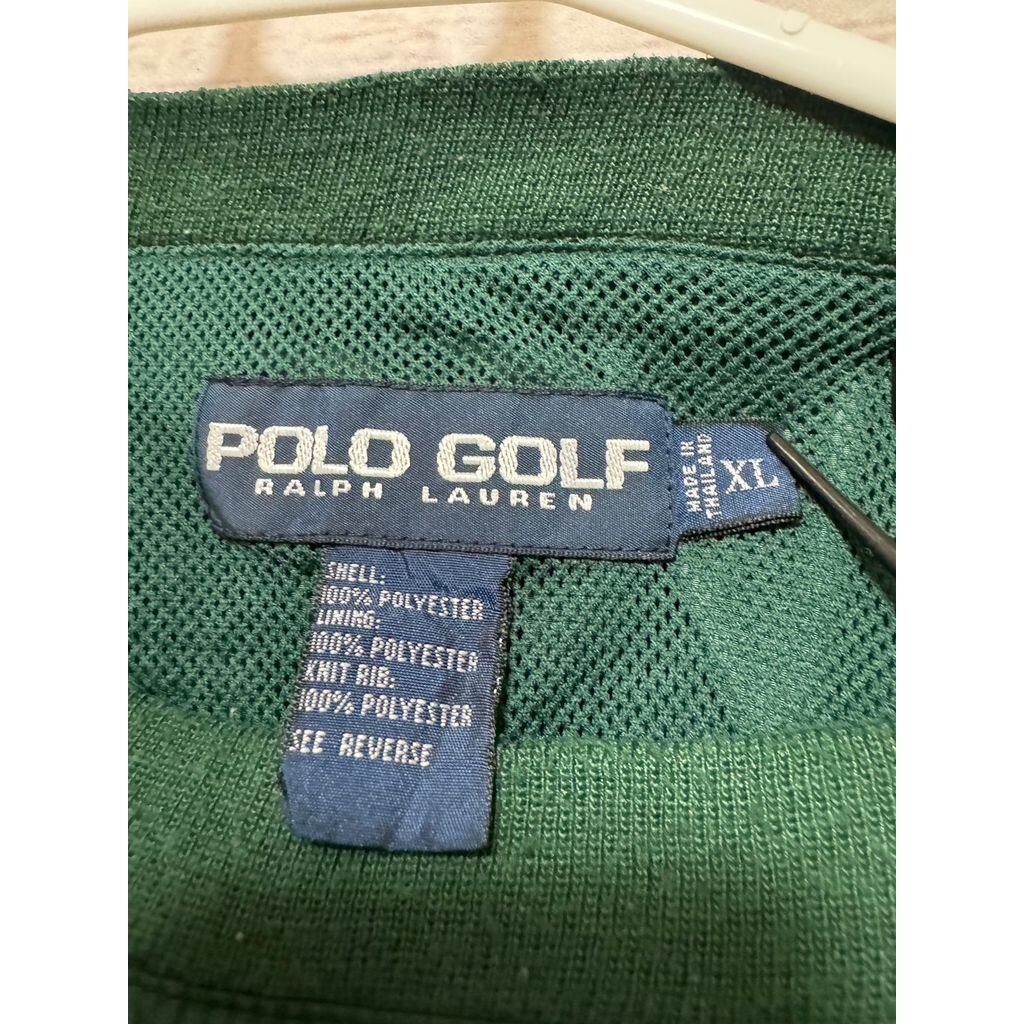 POLO GOLF
RALPH LAUREN
MADE IN
THAILAND
XL
SHELL:
100% POLYESTER
LINING:
100% POLYESTER
KNIT RIB:
100% POLYESTER
SEE REVERSE